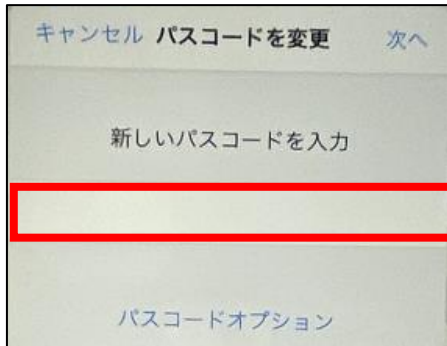 キャンセル パスコードを変更 次へ
新しいパスコードを入力
パスコードオプション